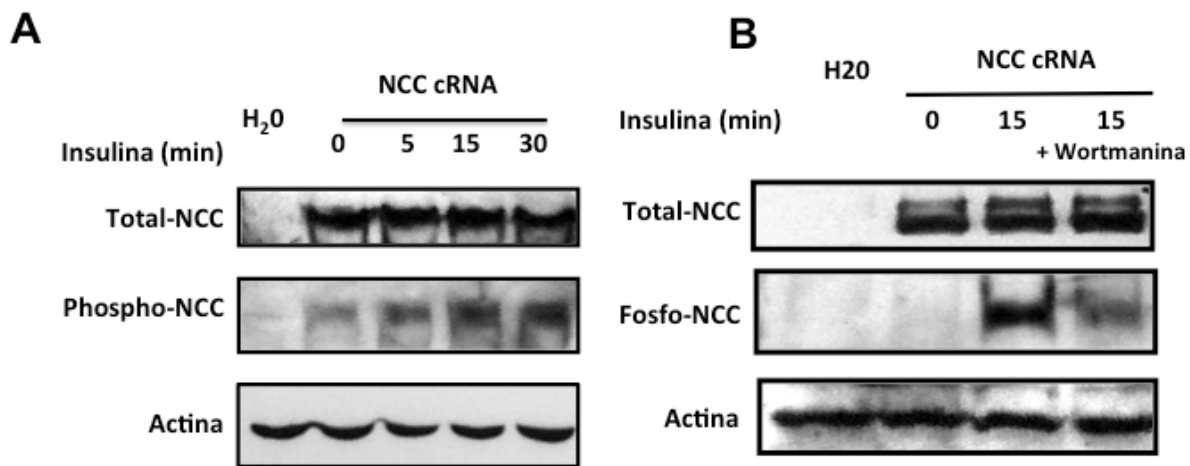 A
NCC cRNA
H₂0
Insulina (min) 0 5 15 30
Total-NCC
Phospho-NCC
Actina
B
H20 NCC cRNA
Insulina (min) 0 15 15
+ Wortmanina
Total-NCC
Fosfo-NCC
Actina